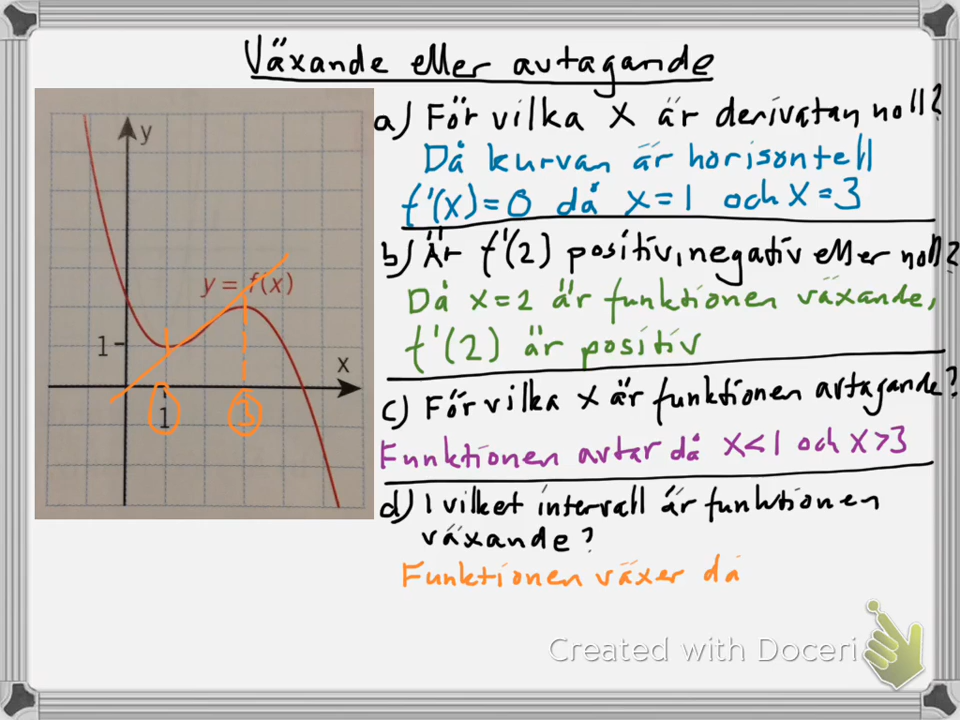 Växande eller avtagande
a) För vilka x är derivatan noll?
Då kurvan är horisontell
f'(x)=0 då x=1 och x=3
b) Är f'(2) positiv, negativ eller noll?
Då x=2 är funktionen växande,
f'(2) är positiv
c) För vilka x är funktionen avtagande?
Funktionen avtar då x<1 och x>3
d) I vilket intervall är funktionen
växande?
Funktionen växer då
y
y = f(x)
1
x
1
3
Created with Doceri